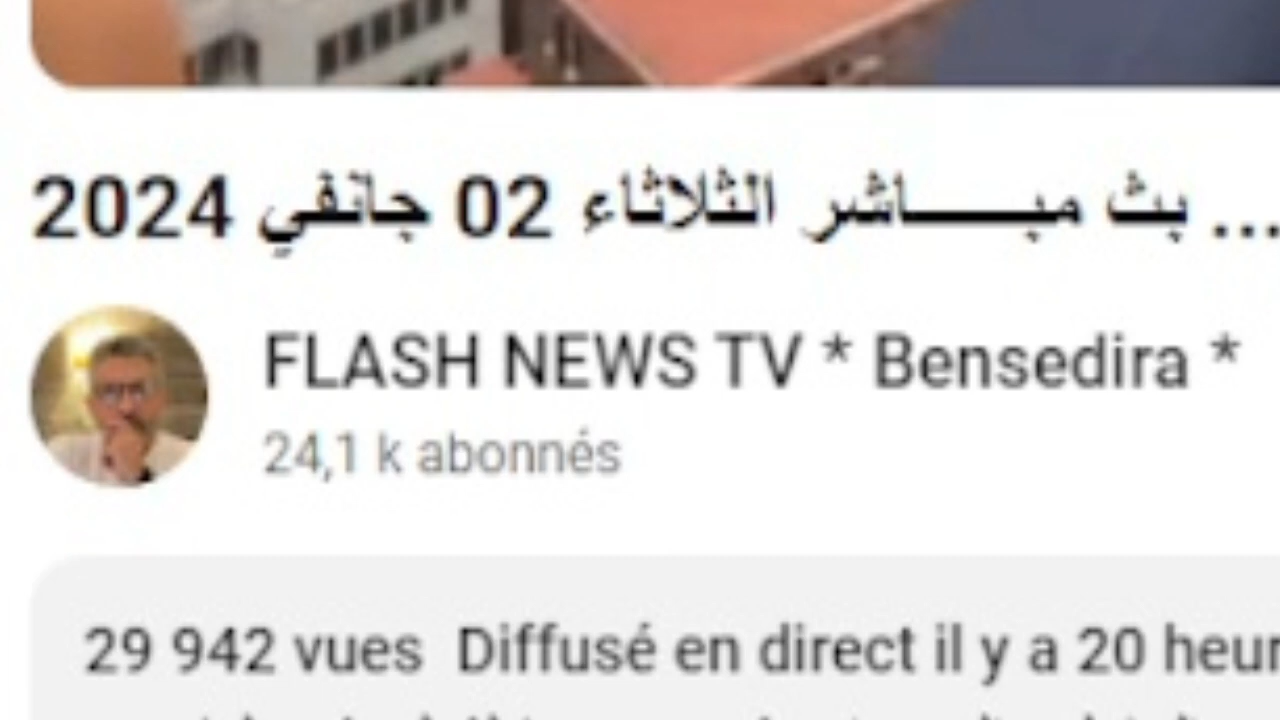 ... بث مبـــــــاشر الثلاثاء 02 جانفي 2024
FLASH NEWS TV * Bensedira *
24,1 k abonnés
29 942 vues Diffusé en direct il y a 20 heur